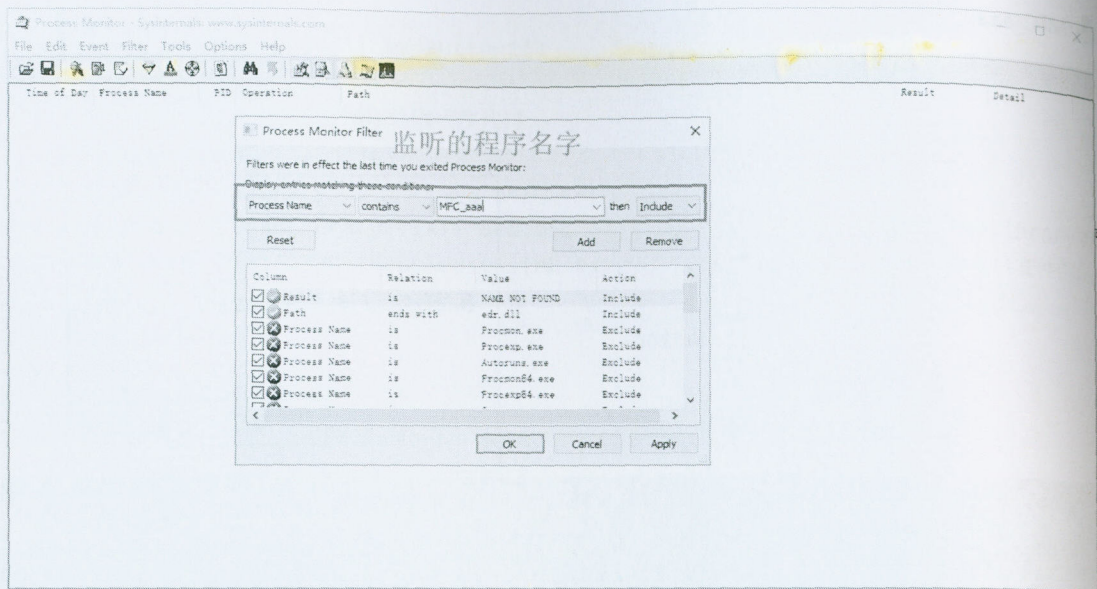 Process Monitor - Sysinternals: www.sysinternals.com
File Edit Event Filter Tools Options Help
Time of Day Process Name PID Operation Path Result Detail
Process Monitor Filter
监听的程序名字
Filters were in effect the last time you exited Process Monitor:
Display entries matching these conditions:
Process Name contains MFC_aaa then Include
Reset Add Remove
Column Relation Value Action
Result is NAME NOT FOUND Include
Path ends with edr.dll Include
Process Name is Procmon.exe Exclude
Process Name is Procexp.exe Exclude
Process Name is Autoruns.exe Exclude
Process Name is Procmon64.exe Exclude
Process Name is Procexp64.exe Exclude
OK Cancel Apply